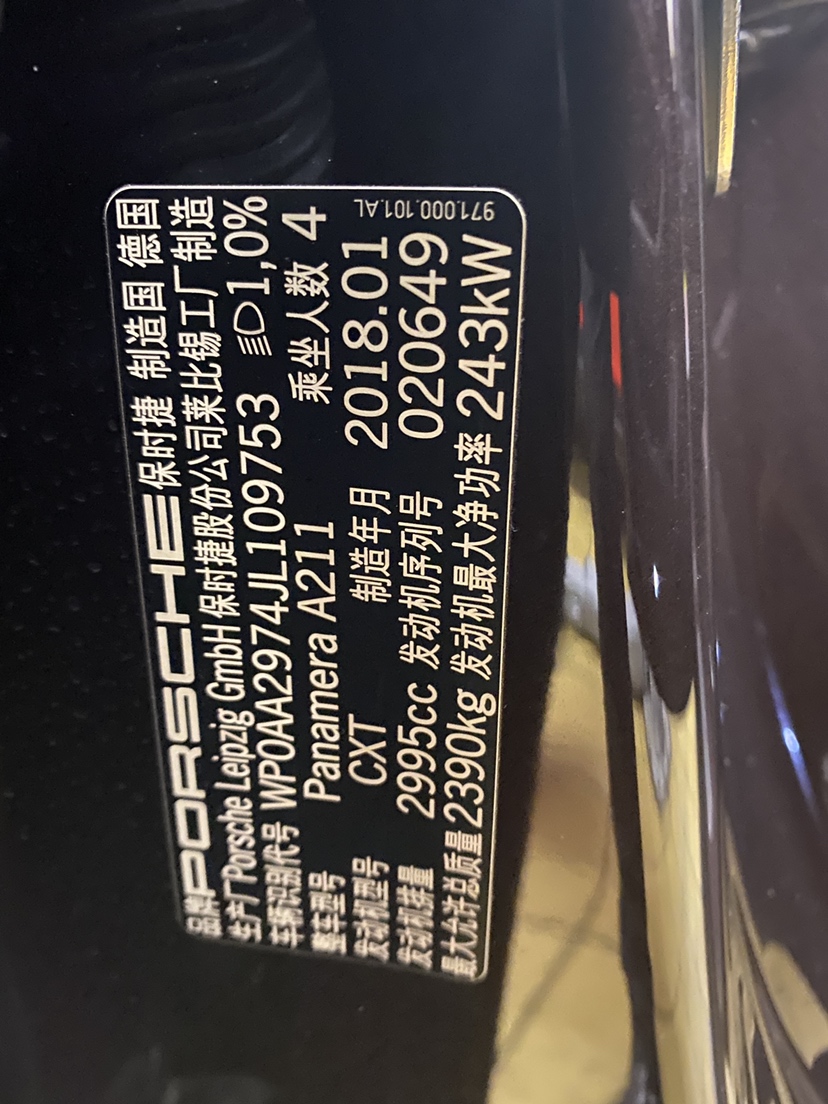 品牌 PORSCHE 保时捷 制造国 德国
生产厂 Porsche Leipzig GmbH 保时捷股份公司莱比锡工厂制造
车辆识别代号 WP0AA2974JL109753 1,0%
整车型号 Panamera A211 乘坐人数 4
发动机型号 CXT 制造年月 2018.01
发动机排量 2995cc 发动机序列号 020649
最大允许总质量 2390kg 发动机最大净功率 243kW
971.000.101.AL